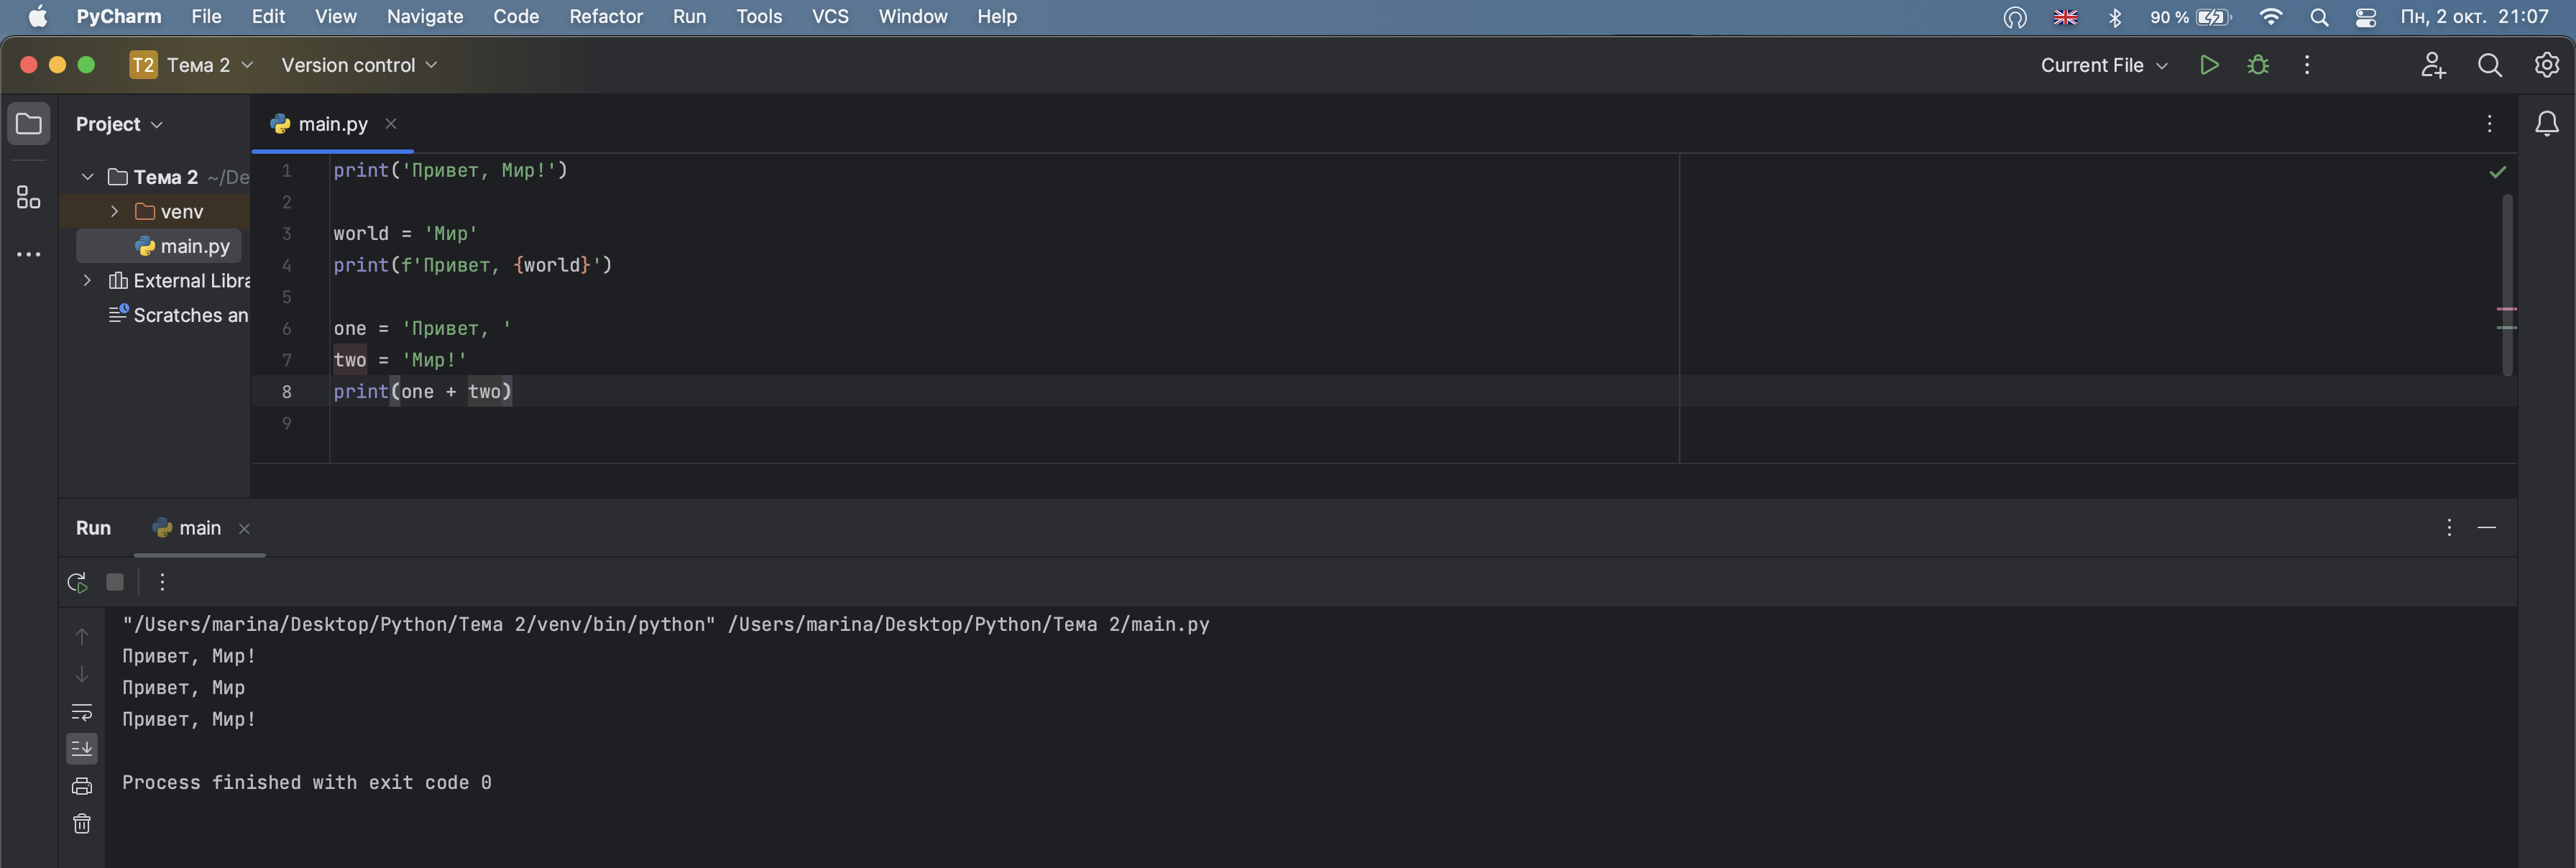 PyCharm File Edit View Navigate Code Refactor Run Tools VCS Window Help 90 % Пн, 2 окт. 21:07
T2 Тема 2 Version control Current File
Project
main.py
Тема 2 ~/De
venv
main.py
External Libra
Scratches an
1 print('Привет, Мир!')
2
3 world = 'Мир'
4 print(f'Привет, {world}')
5
6 one = 'Привет, '
7 two = 'Мир!'
8 print(one + two)
9
Run main
"/Users/marina/Desktop/Python/Тема 2/venv/bin/python" /Users/marina/Desktop/Python/Тема 2/main.py
Привет, Мир!
Привет, Мир
Привет, Мир!
Process finished with exit code 0